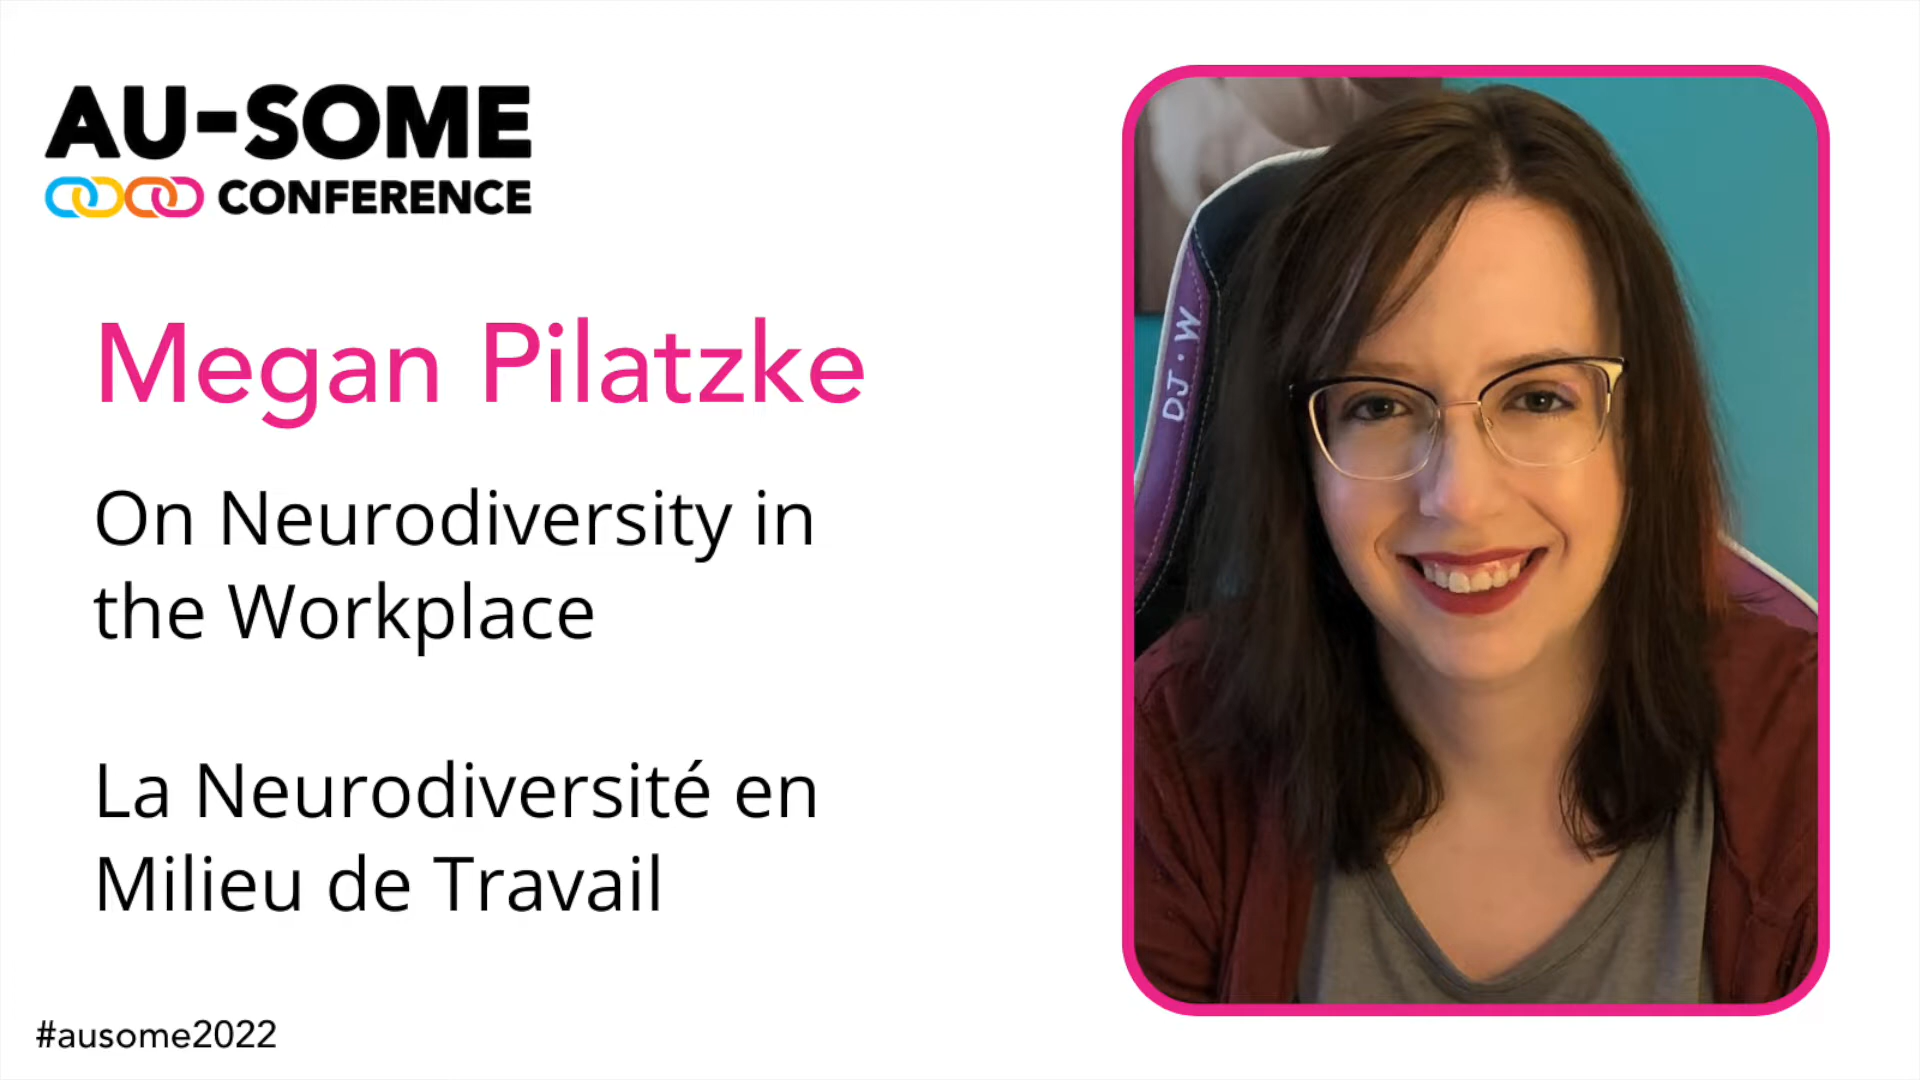 AU-SOME
CONFERENCE
Megan Pilatzke
On Neurodiversity in
the Workplace
La Neurodiversité en
Milieu de Travail
#ausome2022
DJ·W